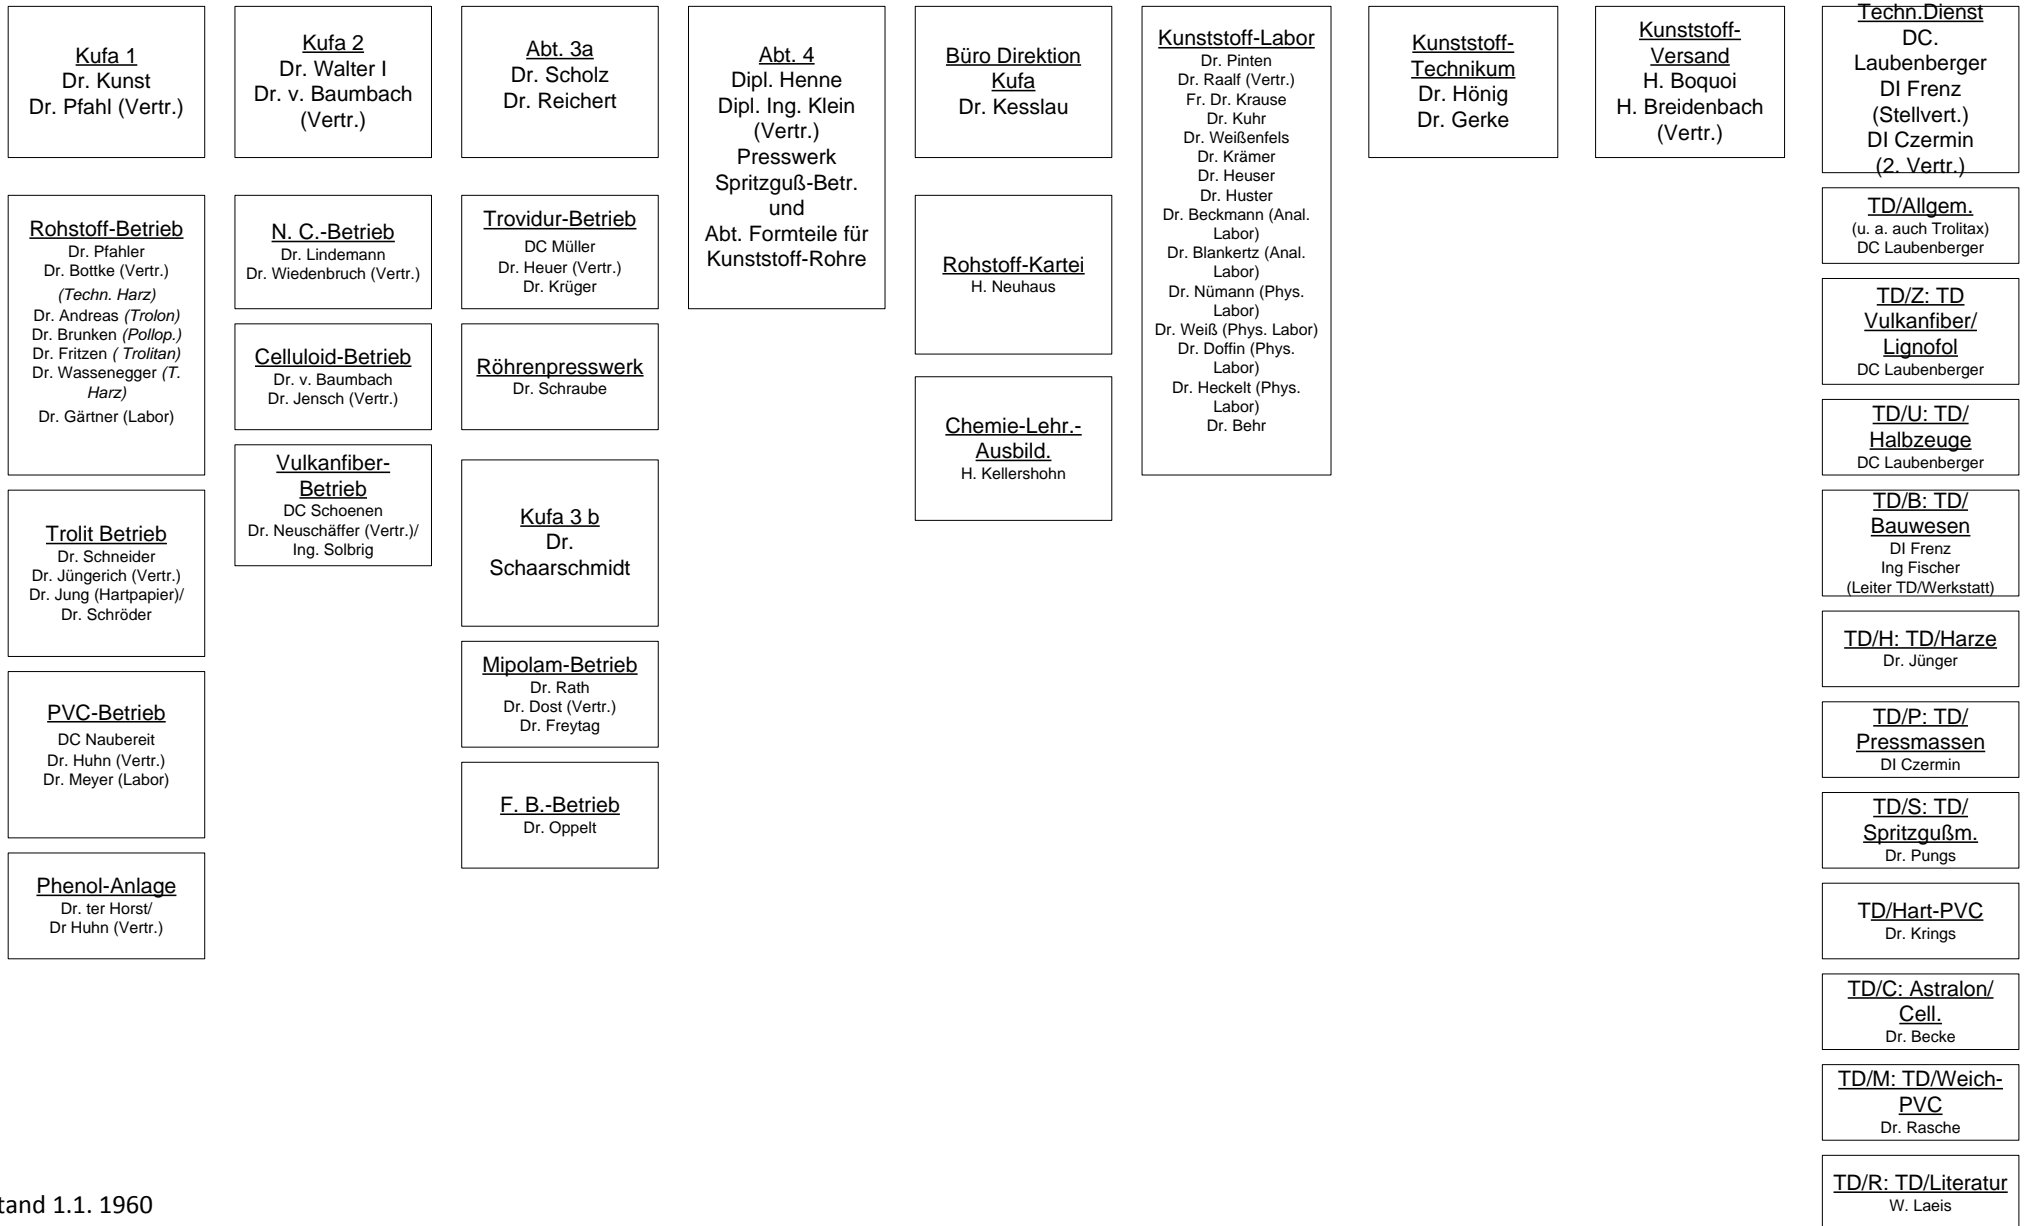 Kufa 1
Dr. Kunst
Dr. Pfahl (Vertr.)
Rohstoff-Betrieb
Dr. Pfahler
Dr. Bottke (Vertr.)
(Techn. Harz)
Dr. Andreas (Trolon)
Dr. Brunken (Pollop.)
Dr. Fritzen ( Trolitan)
Dr. Wassenegger (T.
Harz)
Dr. Gärtner (Labor)
Trolit Betrieb
Dr. Schneider
Dr. Jüngerich (Vertr.)
Dr. Jung (Hartpapier)/
Dr. Schröder
PVC-Betrieb
DC Naubereit
Dr. Huhn (Vertr.)
Dr. Meyer (Labor)
Phenol-Anlage
Dr. ter Horst/
Dr Huhn (Vertr.)
Kufa 2
Dr. Walter I
Dr. v. Baumbach
(Vertr.)
N. C.-Betrieb
Dr. Lindemann
Dr. Wiedenbruch (Vertr.)
Celluloid-Betrieb
Dr. v. Baumbach
Dr. Jensch (Vertr.)
Vulkanfiber-
Betrieb
DC Schoenen
Dr. Neuschäffer (Vertr.)/
Ing. Solbrig
Abt. 3a
Dr. Scholz
Dr. Reichert
Trovidur-Betrieb
DC Müller
Dr. Heuer (Vertr.)
Dr. Krüger
Röhrenpresswerk
Dr. Schraube
Kufa 3 b
Dr.
Schaarschmidt
Mipolam-Betrieb
Dr. Rath
Dr. Dost (Vertr.)
Dr. Freytag
F. B.-Betrieb
Dr. Oppelt
Abt. 4
Dipl. Henne
Dipl. Ing. Klein
(Vertr.)
Presswerk
Spritzguß-Betr.
und
Abt. Formteile für
Kunststoff-Rohre
Büro Direktion
Kufa
Dr. Kesslau
Rohstoff-Kartei
H. Neuhaus
Chemie-Lehr.-
Ausbild.
H. Kellershohn
Kunststoff-Labor
Dr. Pinten
Dr. Raalf (Vertr.)
Fr. Dr. Krause
Dr. Kuhr
Dr. Weißenfels
Dr. Krämer
Dr. Heuser
Dr. Huster
Dr. Beckmann (Anal.
Labor)
Dr. Blankertz (Anal.
Labor)
Dr. Nümann (Phys.
Labor)
Dr. Weiß (Phys. Labor)
Dr. Doffin (Phys.
Labor)
Dr. Heckelt (Phys.
Labor)
Dr. Behr
Kunststoff-
Technikum
Dr. Hönig
Dr. Gerke
Kunststoff-
Versand
H. Boquoi
H. Breidenbach
(Vertr.)
Techn.Dienst
DC.
Laubenberger
DI Frenz
(Stellvert.)
DI Czermin
(2. Vertr.)
TD/Allgem.
(u. a. auch Trolitax)
DC Laubenberger
TD/Z: TD
Vulkanfiber/
Lignofol
DC Laubenberger
TD/U: TD/
Halbzeuge
DC Laubenberger
TD/B: TD/
Bauwesen
DI Frenz
Ing Fischer
(Leiter TD/Werkstatt)
TD/H: TD/Harze
Dr. Jünger
TD/P: TD/
Pressmassen
DI Czermin
TD/S: TD/
Spritzgußm.
Dr. Pungs
TD/Hart-PVC
Dr. Krings
TD/C: Astralon/
Cell.
Dr. Becke
TD/M: TD/Weich-
PVC
Dr. Rasche
TD/R: TD/Literatur
W. Laeis
tand 1.1. 1960